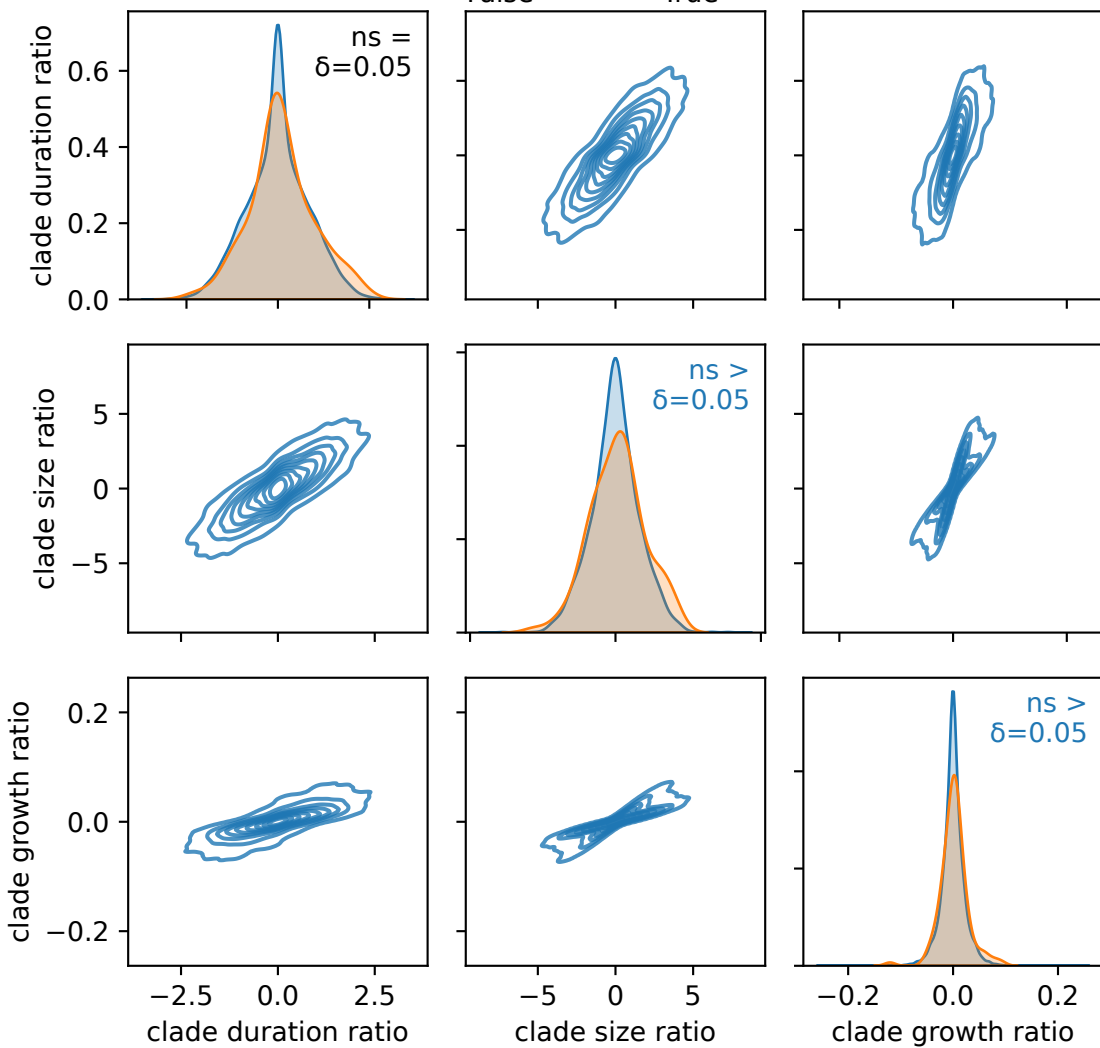 clade duration ratio
0.6
0.4
0.2
0.0
ns =
δ=0.05
clade size ratio
5
0
−5
ns >
δ=0.05
clade growth ratio
0.2
0.0
−0.2
ns >
δ=0.05
−2.5 0.0 2.5
−5 0 5
−0.2 0.0 0.2
clade duration ratio
clade size ratio
clade growth ratio